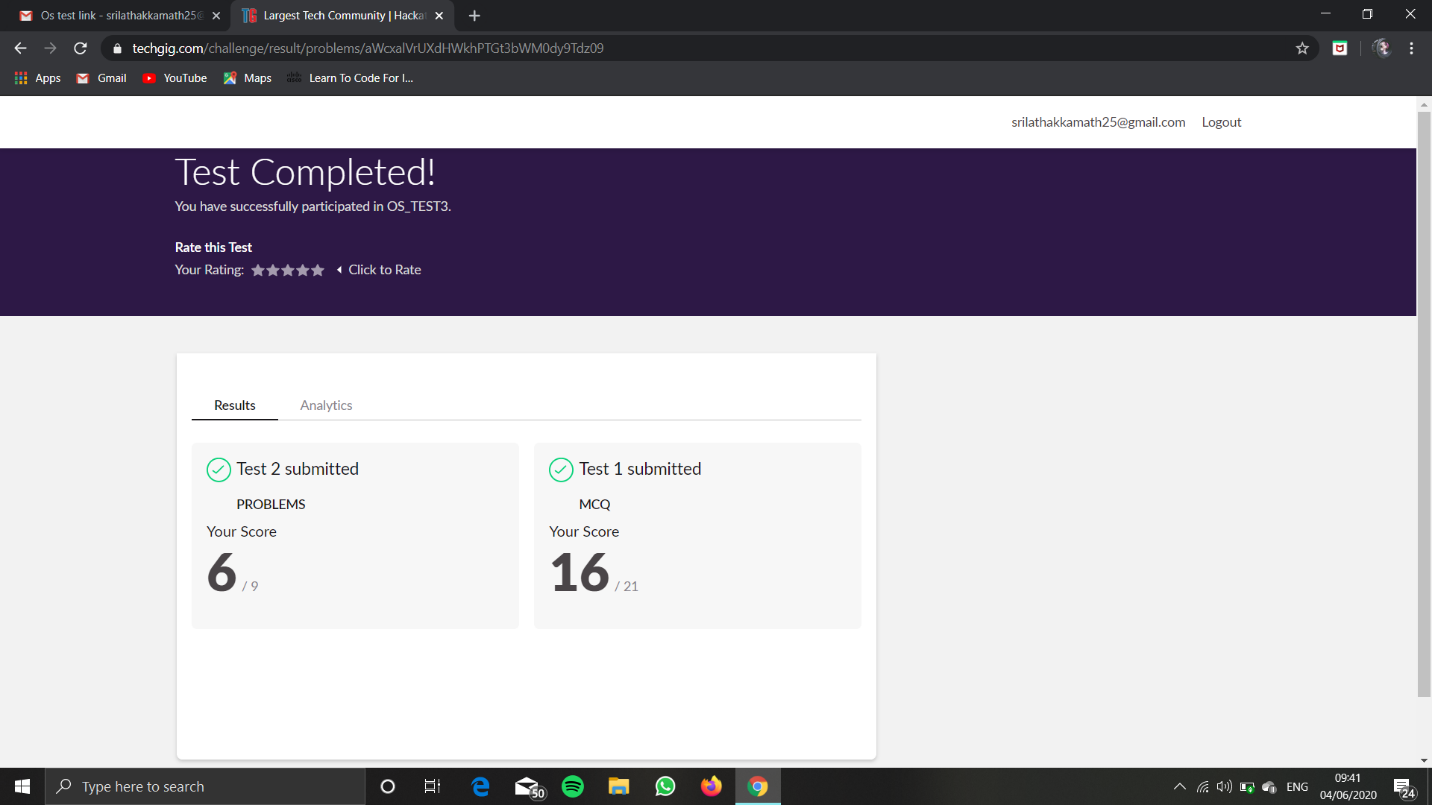 Os test link - srilathakkamath25@
Largest Tech Community | Hacka
techgig.com/challenge/result/problems/aWcxalVrUXdHWkhPTGt3bWM0dy9Tdz09
Apps Gmail YouTube Maps Learn To Code For I...
srilathakkamath25@gmail.com Logout
Test Completed!
You have successfully participated in OS_TEST3.
Rate this Test
Your Rating: Click to Rate
Results Analytics
Test 2 submitted
PROBLEMS
Your Score
6 / 9
Test 1 submitted
MCQ
Your Score
16 / 21
Type here to search
50
ENG
09:41
04/06/2020
24